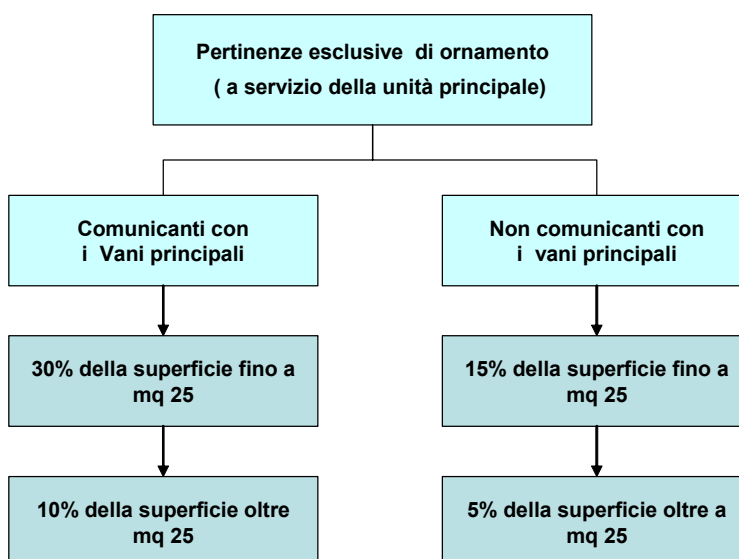 Pertinenze esclusive di ornamento
( a servizio della unità principale)
Comunicanti con
i Vani principali
Non comunicanti con
i vani principali
30% della superficie fino a
mq 25
15% della superficie fino a
mq 25
10% della superficie oltre
mq 25
5% della superficie oltre a
mq 25